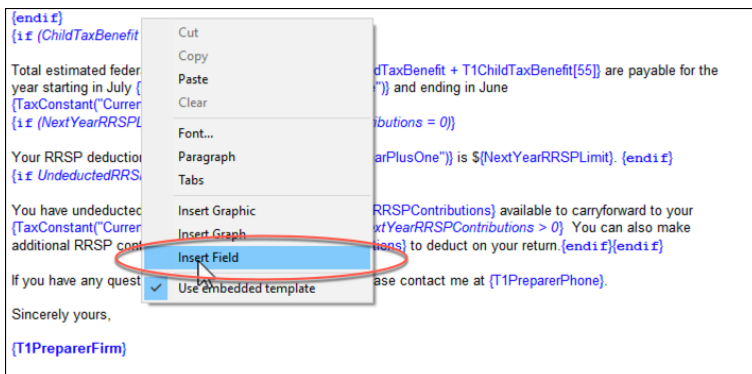 {endif}
{if (ChildTaxBenefit
Cut
Copy
Total estimated feder dTaxBenefit + T1ChildTaxBenefit[55]} are payable for the
Paste
year starting in July { ")} and ending in June
{TaxConstant("Curren
Clear
{if (NextYearRRSPL ibutions = 0)}
Font...
Your RRSP deduction arPlusOne")} is ${NextYearRRSPLimit}. {endif}
Paragraph
{if UndeductedRRS
Tabs
You have undeducted RRSPContributions} available to carryforward to your
Insert Graphic
{TaxConstant("Curren xtYearRRSPContributions > 0} You can also make
Insert Graph
additional RRSP con tions} to deduct on your return.{endif}{endif}
Insert Field
If you have any quest ase contact me at {T1PreparerPhone}.
Use embedded template
Sincerely yours,
{T1PreparerFirm}